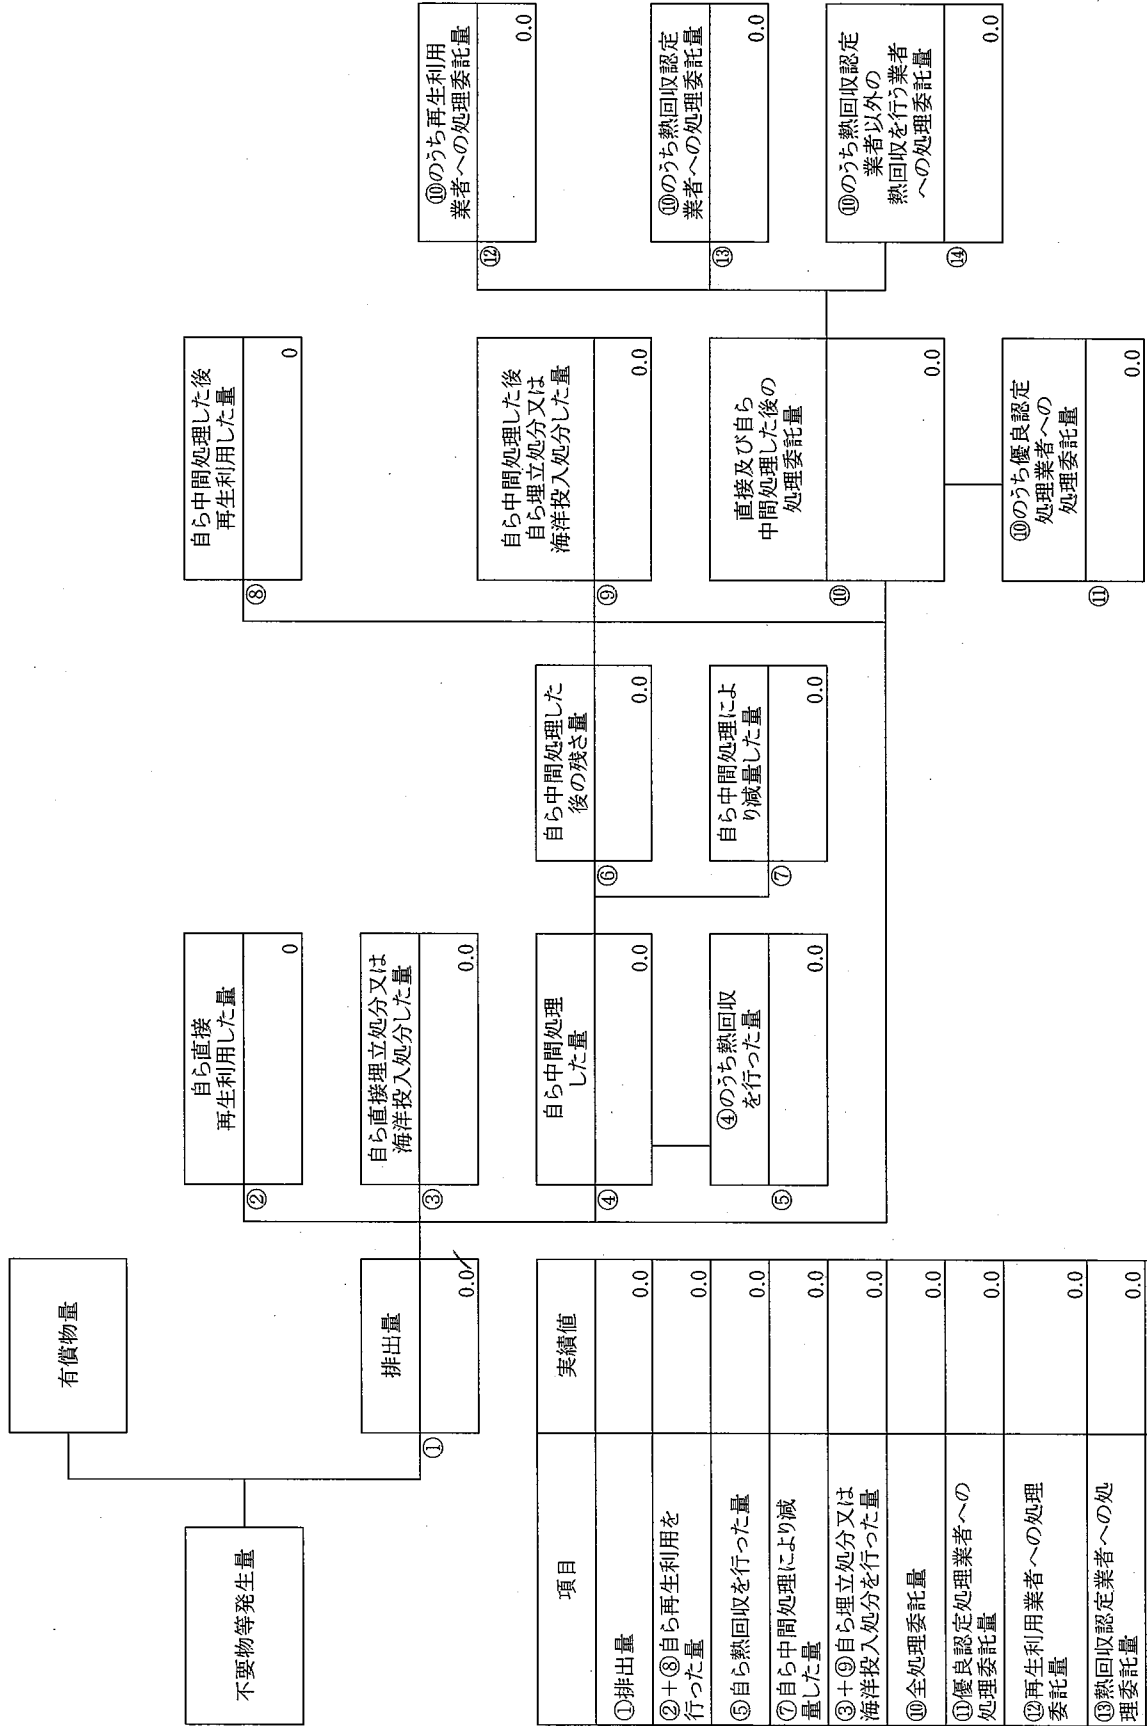 不要物等発生量
有償物量
①
排出量
0.0
②
自ら直接
再生利用した量
0
③
自ら直接埋立処分又は
海洋投入処分した量
0.0
④
自ら中間処理
した量
0.0
⑤
④のうち熱回収
を行った量
0.0
⑥
自ら中間処理した
後の残さ量
0.0
⑦
自ら中間処理によ
り減量した量
0.0
⑧
自ら中間処理した後
再生利用した量
0
⑨
自ら中間処理した後
自ら埋立処分又は
海洋投入処分した量
0.0
⑩
直接及び自ら
中間処理した後の
処理委託量
0.0
⑪
⑩のうち優良認定
処理業者への
処理委託量
0.0
⑫
⑩のうち再生利用
業者への処理委託量
0.0
⑬
⑩のうち熱回収認定
業者への処理委託量
0.0
⑭
⑩のうち熱回収認定
業者以外の
熱回収を行う業者
への処理委託量
0.0
項目 実績値
①排出量 0.0
②+⑧自ら再生利用を
行った量 0.0
⑤自ら熱回収を行った量 0.0
⑦自ら中間処理により減
量した量 0.0
③+⑨自ら埋立処分又は
海洋投入処分を行った量 0.0
⑩全処理委託量 0.0
⑪優良認定処理業者への
処理委託量 0.0
⑫再生利用業者への処理
委託量 0.0
⑬熱回収認定業者への処
理委託量 0.0